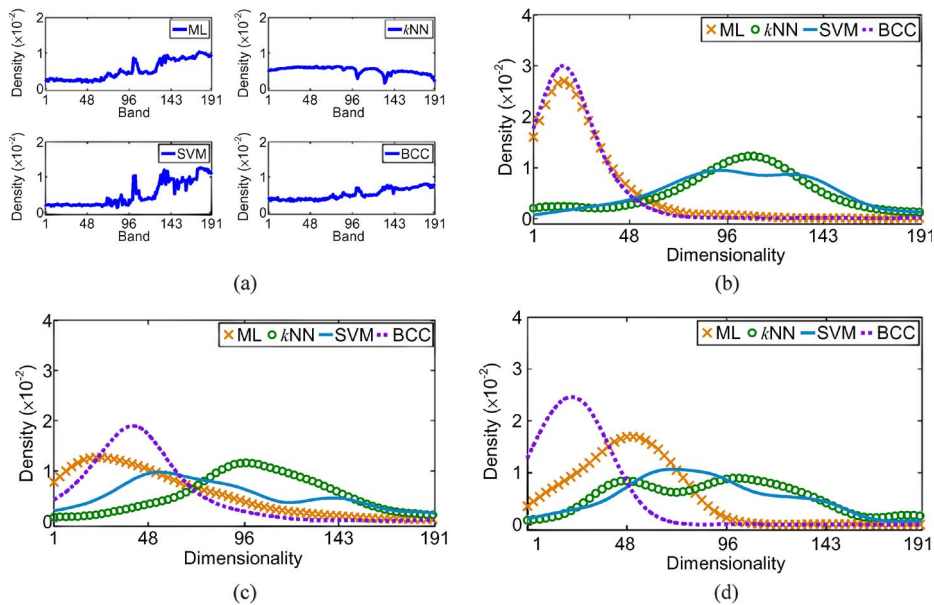 Density (×10⁻²)
2
1
0
ML
1 48 96 143 191
Band
Density (×10⁻²)
2
1
0
kNN
1 48 96 143 191
Band
Density (×10⁻²)
2
1
0
SVM
1 48 96 143 191
Band
Density (×10⁻²)
2
1
0
BCC
1 48 96 143 191
Band
(a)
Density (×10⁻²)
4
3
2
1
0
ML kNN SVM BCC
1 48 96 143 191
Dimensionality
(b)
Density (×10⁻²)
4
3
2
1
0
ML kNN SVM BCC
1 48 96 143 191
Dimensionality
(c)
Density (×10⁻²)
4
3
2
1
0
ML kNN SVM BCC
1 48 96 143 191
Dimensionality
(d)